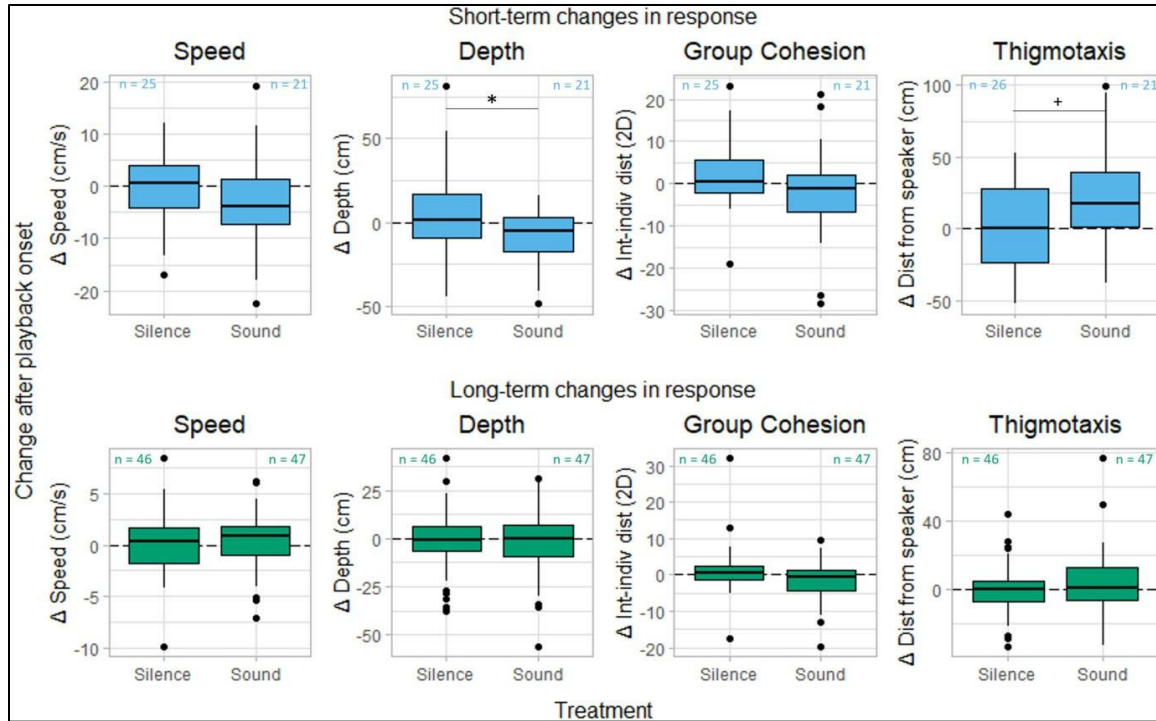 Short-term changes in response
Speed Depth Group Cohesion Thigmotaxis
Change after playback onset
Δ Speed (cm/s)
20
10
0
-10
-20
n = 25 n = 21
Silence Sound
Δ Depth (cm)
50
0
-50
n = 25 n = 21
*
Silence Sound
Δ Int-indiv dist (2D)
20
10
0
-10
-20
-30
n = 25 n = 21
Silence Sound
Δ Dist from speaker (cm)
100
50
0
-50
n = 26 n = 21
+
Silence Sound
Long-term changes in response
Speed Depth Group Cohesion Thigmotaxis
Δ Speed (cm/s)
5
0
-5
-10
n = 46 n = 47
Silence Sound
Δ Depth (cm)
25
0
-25
-50
n = 46 n = 47
Silence Sound
Δ Int-indiv dist (2D)
30
20
10
0
-10
-20
n = 46 n = 47
Silence Sound
Δ Dist from speaker (cm)
80
40
0
n = 46 n = 47
Silence Sound
Treatment